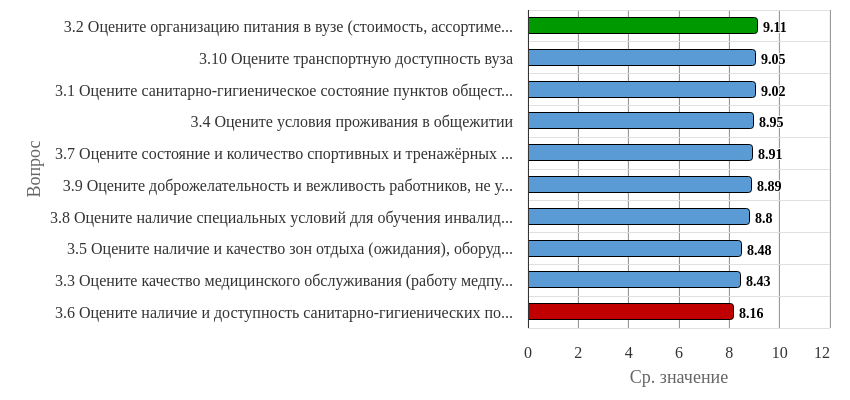 3.2 Оцените организацию питания в вузе (стоимость, ассортиме... 9.11
3.10 Оцените транспортную доступность вуза 9.05
3.1 Оцените санитарно-гигиеническое состояние пунктов общест... 9.02
3.4 Оцените условия проживания в общежитии 8.95
3.7 Оцените состояние и количество спортивных и тренажёрных ... 8.91
3.9 Оцените доброжелательность и вежливость работников, не у... 8.89
3.8 Оцените наличие специальных условий для обучения инвалид... 8.8
3.5 Оцените наличие и качество зон отдыха (ожидания), оборуд... 8.48
3.3 Оцените качество медицинского обслуживания (работу медпу... 8.43
3.6 Оцените наличие и доступность санитарно-гигиенических по... 8.16
Вопрос
0 2 4 6 8 10 12
Ср. значение